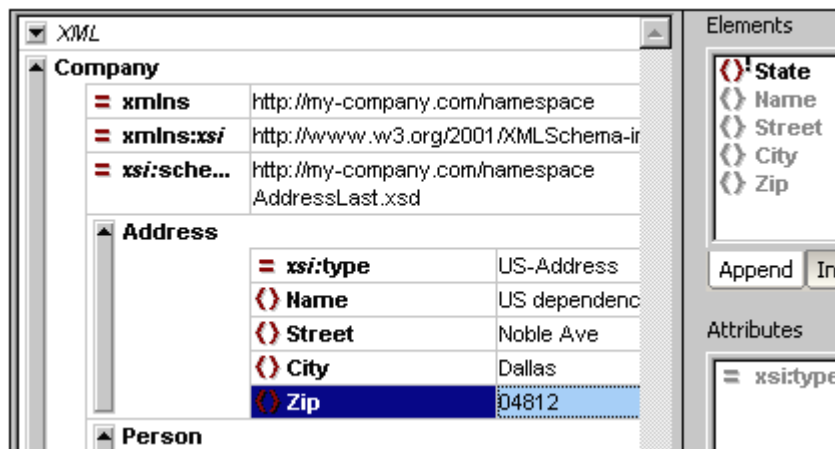 XML
Company
= xmlns http://my-company.com/namespace
= xmlns:xsi http://www.w3.org/2001/XMLSchema-in
= xsi:sche... http://my-company.com/namespace
AddressLast.xsd
Address
= xsi:type US-Address
{} Name US dependenc
{} Street Noble Ave
{} City Dallas
{} Zip 04812
Person
Elements
{}! State
{} Name
{} Street
{} City
{} Zip
Append In
Attributes
= xsi:type